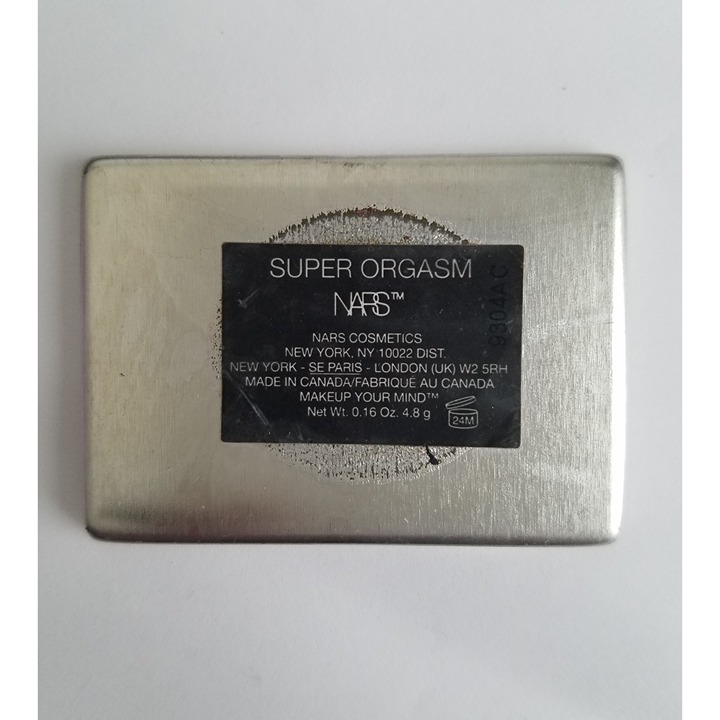 SUPER ORGASM
NARS™
NARS COSMETICS
NEW YORK, NY 10022 DIST.
NEW YORK - SE PARIS - LONDON (UK) W2 5RH
MADE IN CANADA/FABRIQUÉ AU CANADA
MAKEUP YOUR MIND™
Net Wt. 0.16 Oz. 4.8 g
24M
9304AC